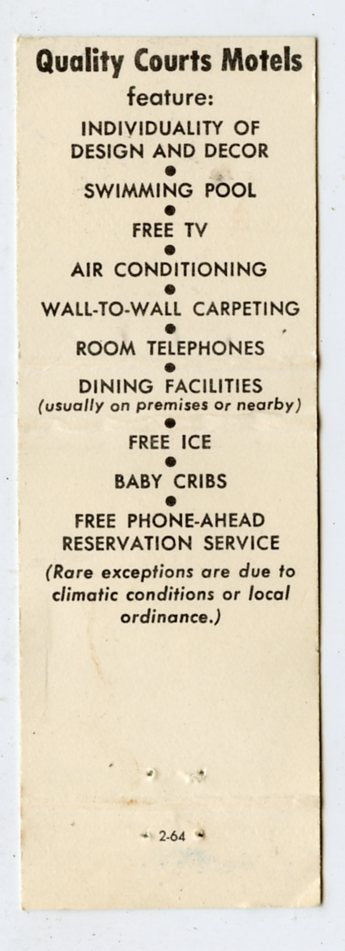 Quality Courts Motels
feature:
INDIVIDUALITY OF
DESIGN AND DECOR
●
SWIMMING POOL
●
FREE TV
●
AIR CONDITIONING
●
WALL-TO-WALL CARPETING
●
ROOM TELEPHONES
●
DINING FACILITIES
(usually on premises or nearby)
●
FREE ICE
●
BABY CRIBS
●
FREE PHONE-AHEAD
RESERVATION SERVICE
(Rare exceptions are due to
climatic conditions or local
ordinance.)
2-64